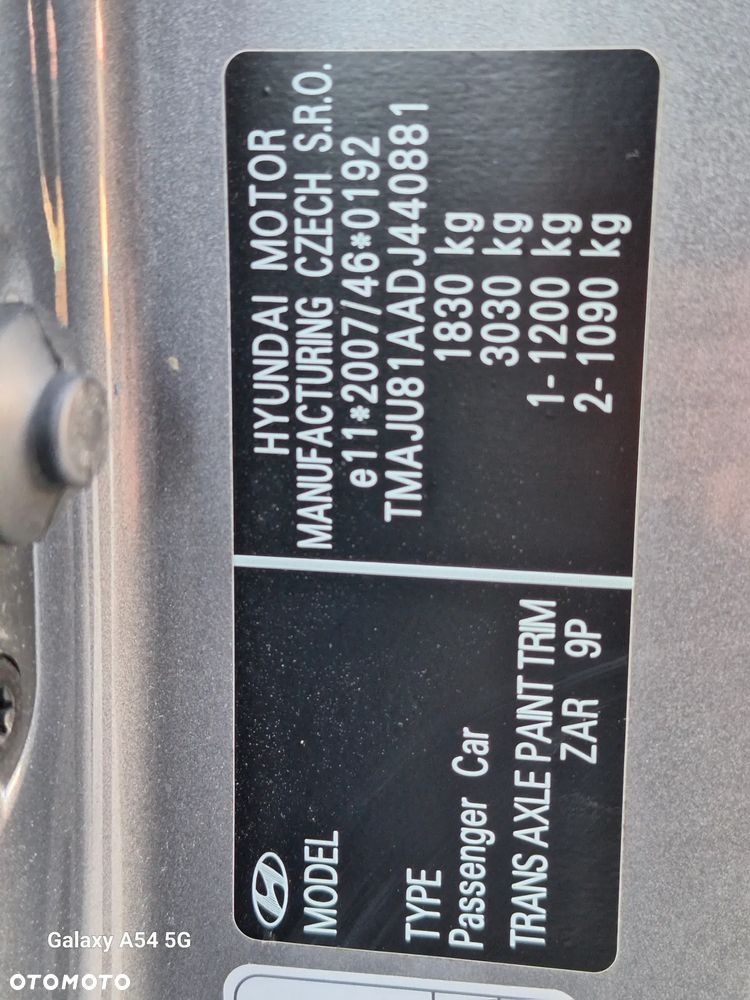 MODEL
TYPE
Passenger Car
TRANS AXLE PAINT TRIM
ZAR 9P
HYUNDAI MOTOR
MANUFACTURING CZECH S.R.O.
e11*2007/46*0192
TMAJU81AADJ440881
1830 kg
3030 kg
1- 1200 kg
2- 1090 kg
Galaxy A54 5G
OTOMOTO